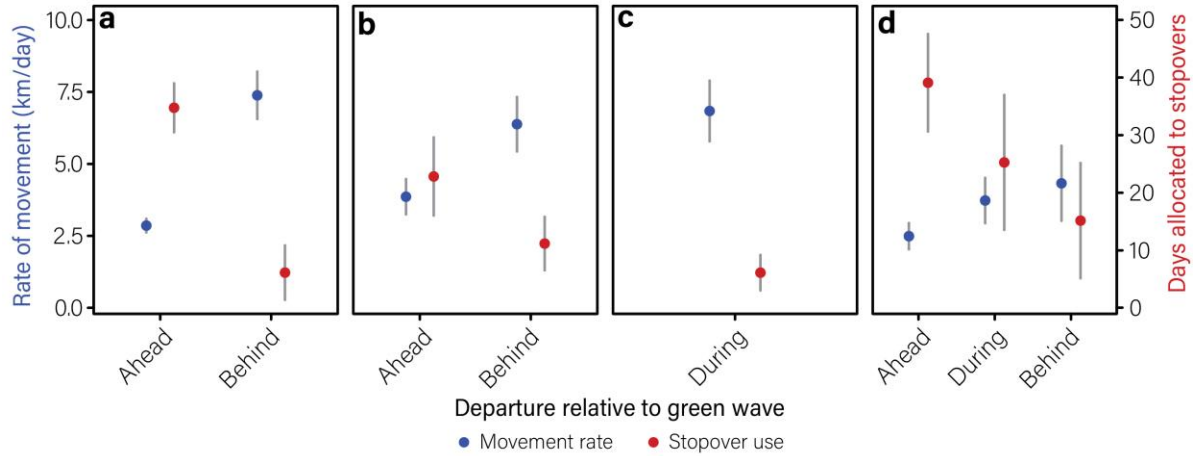 a
b
c
d
Rate of movement (km/day)
10.0
7.5
5.0
2.5
0.0
50
40
30
20
10
0
Days allocated to stopovers
Ahead
Behind
Ahead
Behind
During
Ahead
During
Behind
Departure relative to green wave
Movement rate
Stopover use